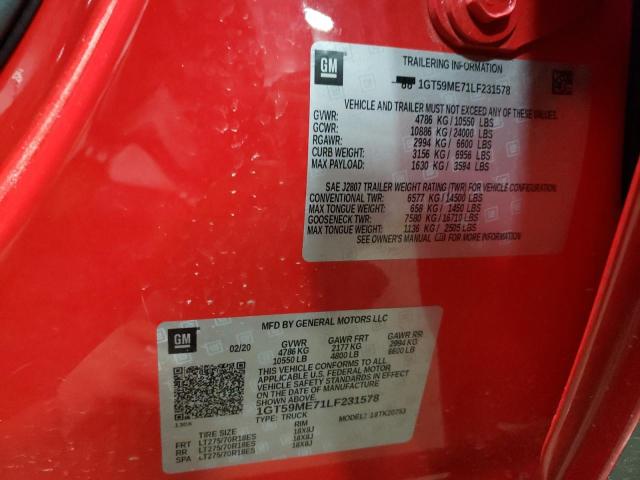 GM
TRAILERING INFORMATION
1GT59ME71LF231578
VEHICLE AND TRAILER MUST NOT EXCEED ANY OF THESE VALUES.
GVWR: 4786 KG/10550 LBS
GCWR: 10886 KG/24000 LBS
RGAWR: 2994 KG/ 6600 LBS
CURB WEIGHT: 3156 KG/ 6956 LBS
MAX PAYLOAD: 1630 KG/ 3594 LBS
SAE J2807 TRAILER WEIGHT RATING (TWR) FOR VEHICLE CONFIGURATION:
CONVENTIONAL TWR: 6577 KG/ 14500 LBS
MAX TONGUE WEIGHT: 658 KG/ 1450 LBS
GOOSENECK TWR: 7580 KG/ 16710 LBS
MAX TONGUE WEIGHT: 1136 KG/ 2505 LBS
SEE OWNER'S MANUAL FOR MORE INFORMATION
GM
MFD BY GENERAL MOTORS LLC
02/20 GVWR GAWR FRT GAWR RR
4786 KG 2177 KG 2994 KG
10550 LB 4800 LB 6600 LB
THIS VEHICLE CONFORMS TO ALL
APPLICABLE U.S. FEDERAL MOTOR
VEHICLE SAFETY STANDARDS IN EFFECT
ON THE DATE OF MANUFACTURE
SHOWN ABOVE.
1GT59ME71LF231578
TYPE: TRUCK MODEL:
TIRE SIZE RIM
FRT LT275/70R18ES 18X8J
RR LT275/70R18ES 18X8J
SPA LT275/70R18ES 18X8J